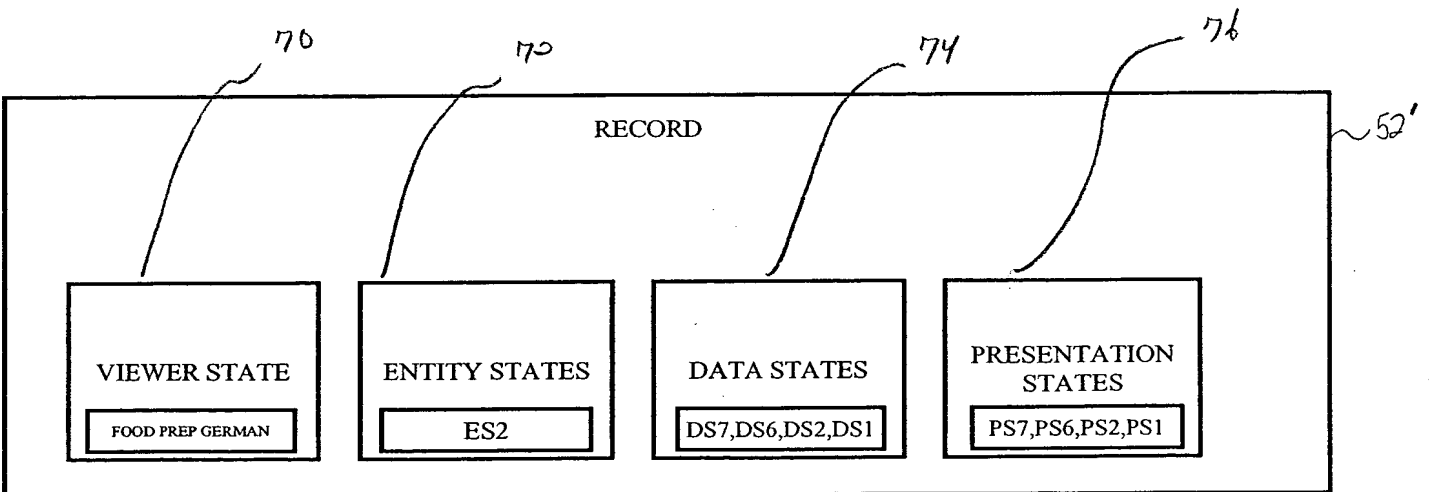 70 72 74 76
RECORD
52'
VIEWER STATE ENTITY STATES DATA STATES PRESENTATION STATES
FOOD PREP GERMAN ES2 DS7,DS6,DS2,DS1 PS7,PS6,PS2,PS1